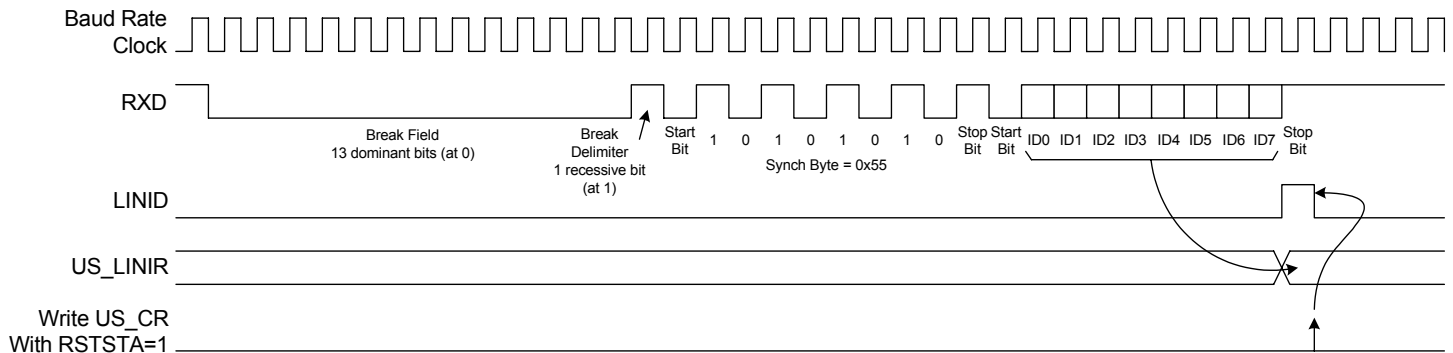 Baud Rate
Clock
RXD
Break Field
13 dominant bits (at 0)
Break
Delimiter
1 recessive bit
(at 1)
Start
Bit
1 0 1 0 1 0 1 0
Stop
Bit
Start
Bit
ID0 ID1 ID2 ID3 ID4 ID5 ID6 ID7
Stop
Bit
Synch Byte = 0x55
LINID
US_LINIR
Write US_CR
With RSTSTA=1